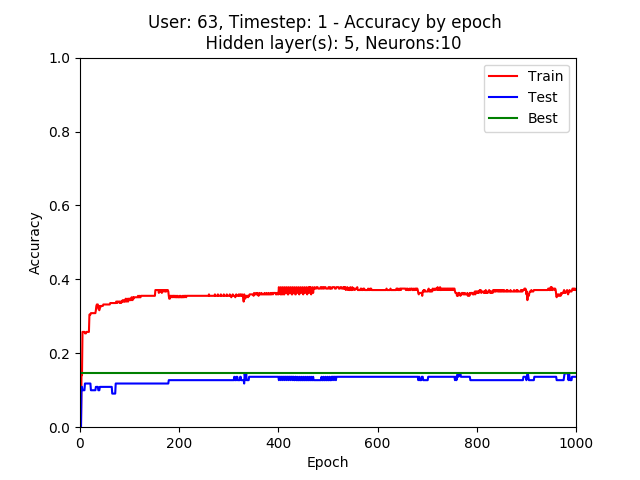 User: 63, Timestep: 1 - Accuracy by epoch
Hidden layer(s): 5, Neurons:10
1.0
0.8
0.6
0.4
0.2
0.0
Accuracy
Train
Test
Best
0
200
400
600
800
1000
Epoch